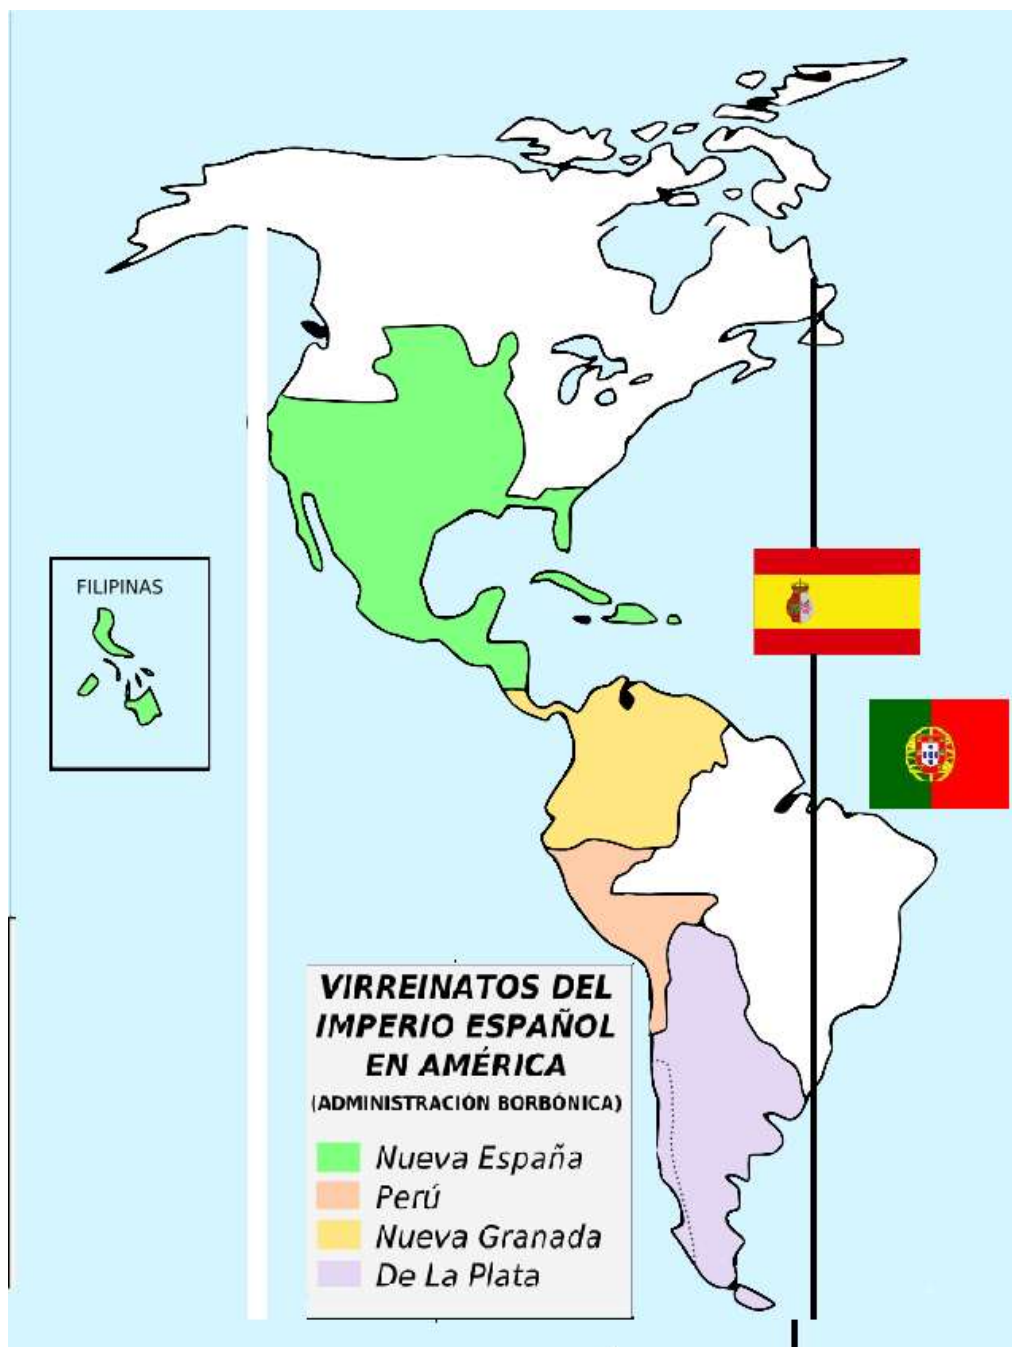 FILIPINAS
VIRREINATOS DEL
IMPERIO ESPAÑOL
EN AMÉRICA
(ADMINISTRACIÓN BORBÓNICA)
Nueva España
Perú
Nueva Granada
De La Plata